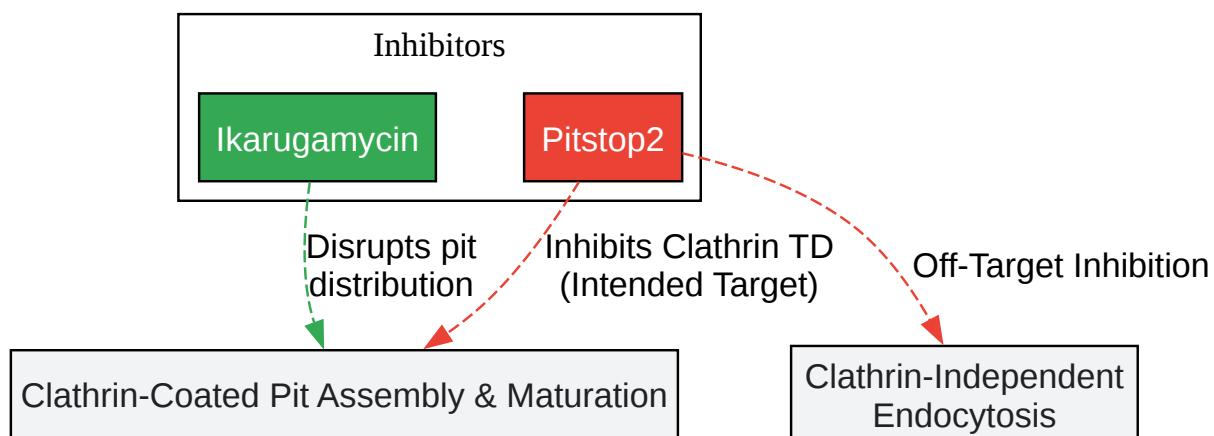 Inhibitors
Ikarugamycin
Pitstop2
Disrupts pit
distribution
Inhibits Clathrin TD
(Intended Target)
Off-Target Inhibition
Clathrin-Coated Pit Assembly & Maturation
Clathrin-Independent
Endocytosis